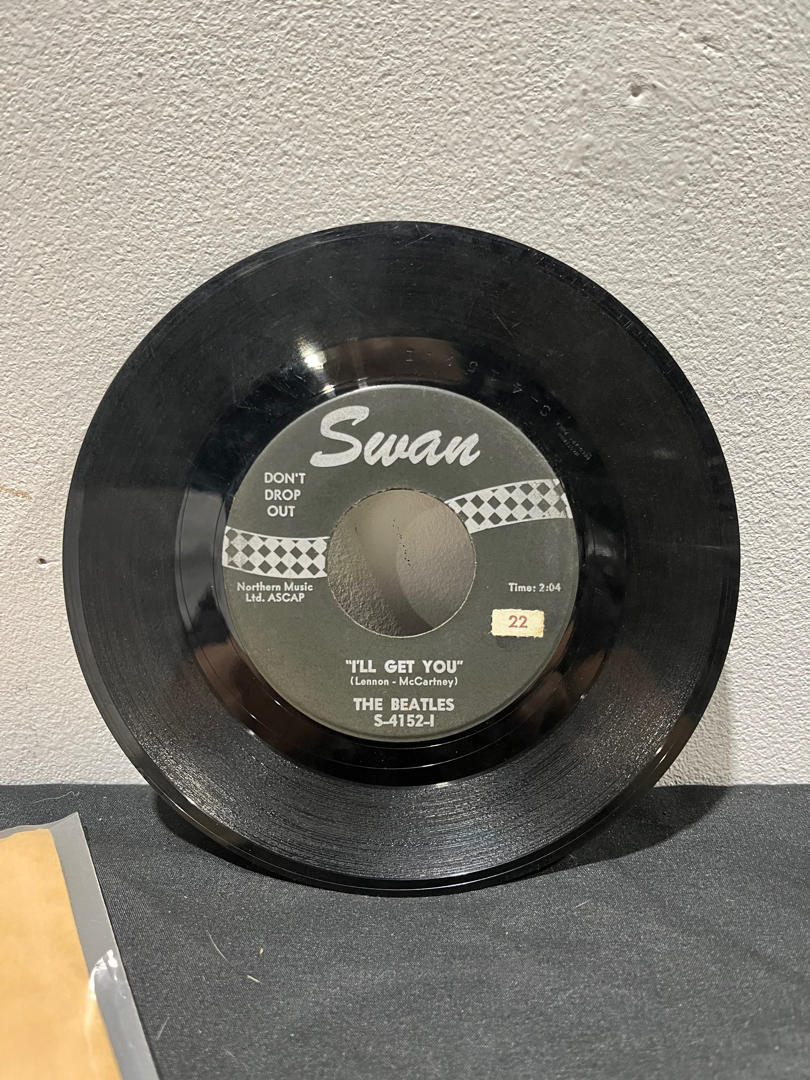 Swan
DON'T
DROP
OUT
Northern Music
Ltd. ASCAP
Time: 2:04
22
"I'LL GET YOU"
(Lennon - McCartney)
THE BEATLES
S-4152-I